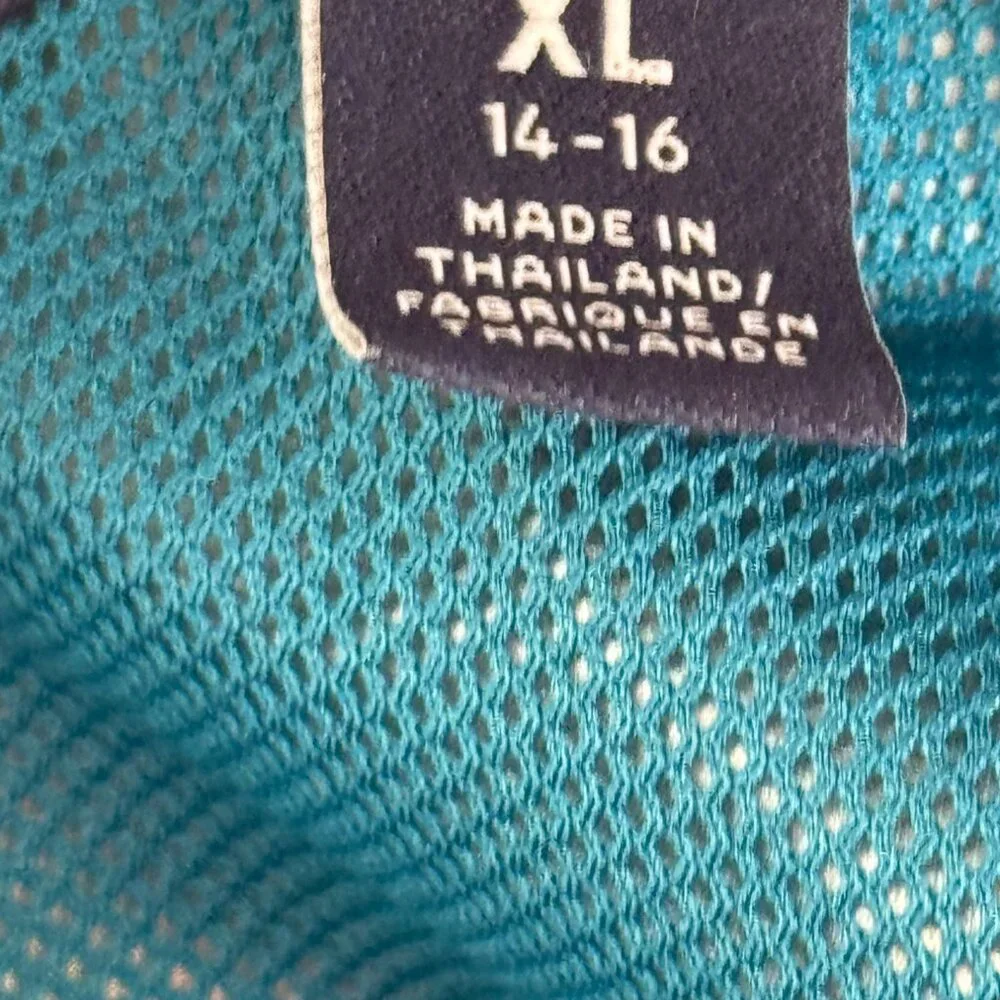 XL
14-16
MADE IN
THAILAND/
FABRIQUE EN
THAILANDE